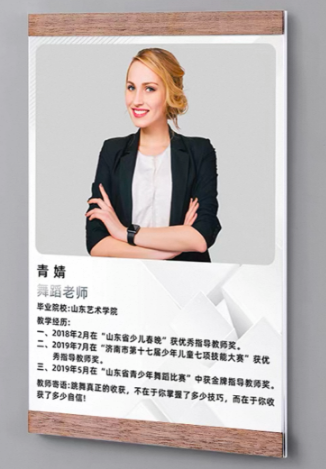 青 婧
舞蹈老师
毕业院校:山东艺术学院
教学经历:
一、2018年2月在“山东省少儿春晚”获优秀指导教师奖。
二、2019年7月在“济南市第十七届少年儿童七项技能大赛”获优
秀指导教师奖。
三、2019年5月在“山东省青少年舞蹈比赛”中获金牌指导教师奖。
教师寄语:跳舞真正的收获,不在于你掌握了多少技巧,而在于你收
获了多少自信!